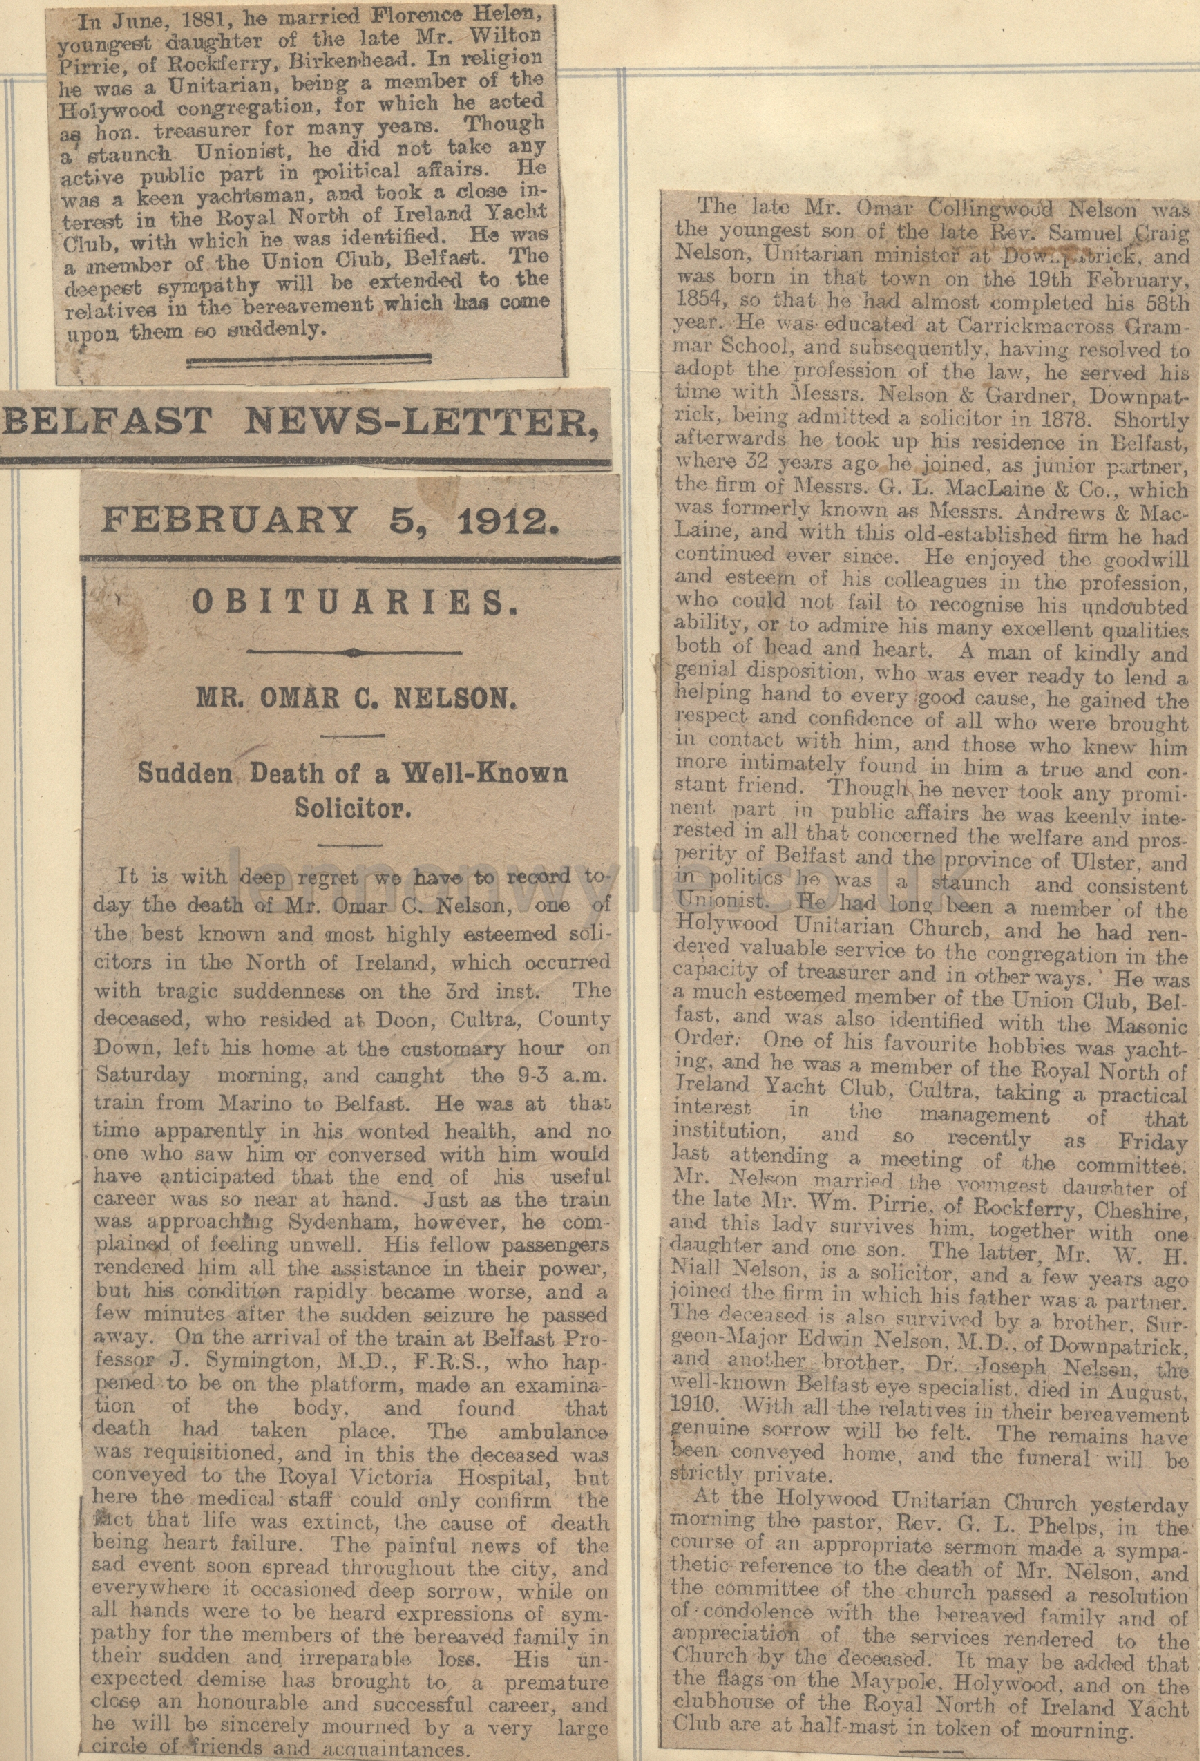 In June, 1881, he married Florence Helen,
youngest daughter of the late Mr. Wilton
Pirrie, of Rockferry, Birkenhead. In religion
he was a Unitarian, being a member of the
Holywood congregation, for which he acted
as hon. treasurer for many years. Though
a staunch Unionist, he did not take any
active public part in political affairs. He
was a keen yachtsman, and took a close in-
terest in the Royal North of Ireland Yacht
Club, with which he was identified. He was
a member of the Union Club, Belfast. The
deepest sympathy will be extended to the
relatives in the bereavement which has come
upon them so suddenly.
BELFAST NEWS-LETTER,
FEBRUARY 5, 1912.
OBITUARIES.
MR. OMAR C. NELSON.
Sudden Death of a Well-Known
Solicitor.
It is with deep regret we have to record to-
day the death of Mr. Omar C. Nelson, one of
the best known and most highly esteemed soli-
citors in the North of Ireland, which occurred
with tragic suddenness on the 3rd inst. The
deceased, who resided at Doon, Cultra, County
Down, left his home at the customary hour on
Saturday morning, and caught the 9-3 a.m.
train from Marino to Belfast. He was at that
time apparently in his wonted health, and no
one who saw him or conversed with him would
have anticipated that the end of his useful
career was so near at hand. Just as the train
was approaching Sydenham, however, he com-
plained of feeling unwell. His fellow passengers
rendered him all the assistance in their power,
but his condition rapidly became worse, and a
few minutes after the sudden seizure he passed
away. On the arrival of the train at Belfast Pro-
fessor J. Symington, M.D., F.R.S., who hap-
pened to be on the platform, made an examina-
tion of the body, and found that
death had taken place. The ambulance
was requisitioned, and in this the deceased was
conveyed to the Royal Victoria Hospital, but
here the medical staff could only confirm the
fact that life was extinct, the cause of death
being heart failure. The painful news of the
sad event soon spread throughout the city, and
everywhere it occasioned deep sorrow, while on
all hands were to be heard expressions of sym-
pathy for the members of the bereaved family in
their sudden and irreparable loss. His un-
expected demise has brought to a premature
close an honourable and successful career, and
he will be sincerely mourned by a very large
circle of friends and acquaintances.
The late Mr. Omar Collingwood Nelson was
the youngest son of the late Rev. Samuel Craig
Nelson, Unitarian minister at Downpatrick, and
was born in that town on the 19th February,
1854, so that he had almost completed his 58th
year. He was educated at Carrickmacross Gram-
mar School, and subsequently, having resolved to
adopt the profession of the law, he served his
time with Messrs. Nelson & Gardner, Downpat-
rick, being admitted a solicitor in 1878. Shortly
afterwards he took up his residence in Belfast,
where 32 years ago he joined, as junior partner,
the firm of Messrs. G. L. MacLaine & Co., which
was formerly known as Messrs. Andrews & Mac-
Laine, and with this old-established firm he had
continued ever since. He enjoyed the goodwill
and esteem of his colleagues in the profession,
who could not fail to recognise his undoubted
ability, or to admire his many excellent qualities
both of head and heart. A man of kindly and
genial disposition, who was ever ready to lend a
helping hand to every good cause, he gained the
respect and confidence of all who were brought
in contact with him, and those who knew him
more intimately found in him a true and con-
stant friend. Though he never took any promi-
nent part in public affairs he was keenly inte-
rested in all that concerned the welfare and pros-
perity of Belfast and the province of Ulster, and
in politics he was a staunch and consistent
Unionist. He had long been a member of the
Holywood Unitarian Church, and he had ren-
dered valuable service to the congregation in the
capacity of treasurer and in other ways. He was
a much esteemed member of the Union Club, Bel-
fast, and was also identified with the Masonic
Order. One of his favourite hobbies was yacht-
ing, and he was a member of the Royal North of
Ireland Yacht Club, Cultra, taking a practical
interest in the management of that
institution, and so recently as Friday
last attending a meeting of the committee.
Mr. Nelson married the youngest daughter of
the late Mr. Wm. Pirrie, of Rockferry, Cheshire,
and this lady survives him, together with one
daughter and one son. The latter, Mr. W. H.
Niall Nelson, is a solicitor, and a few years ago
joined the firm in which his father was a partner.
The deceased is also survived by a brother, Sur-
geon-Major Edwin Nelson, M.D., of Downpatrick,
and another brother, Dr. Joseph Nelson, the
well-known Belfast eye specialist, died in August,
1910. With all the relatives in their bereavement
genuine sorrow will be felt. The remains have
been conveyed home, and the funeral will be
strictly private.
At the Holywood Unitarian Church yesterday
morning the pastor, Rev. G. L. Phelps, in the
course of an appropriate sermon made a sympa-
thetic reference to the death of Mr. Nelson, and
the committee of the church passed a resolution
of condolence with the bereaved family and of
appreciation of the services rendered to the
Church by the deceased. It may be added that
the flags on the Maypole, Holywood, and on the
clubhouse of the Royal North of Ireland Yacht
Club are at half-mast in token of mourning.
lennonwylie.co.uk